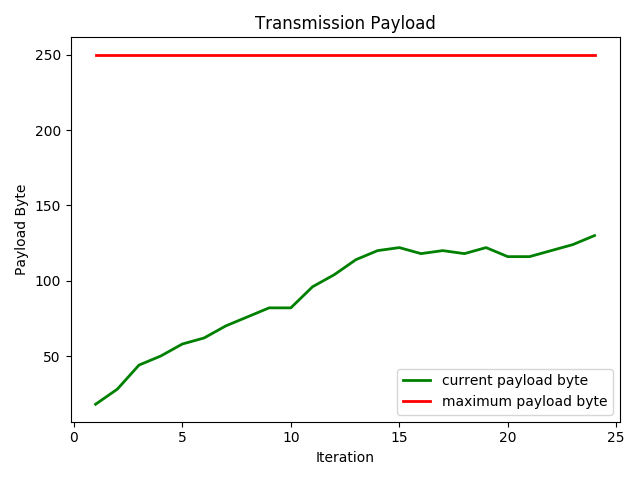 Transmission Payload
250
200
150
100
50
Payload Byte
0
5
10
15
20
25
Iteration
current payload byte
maximum payload byte